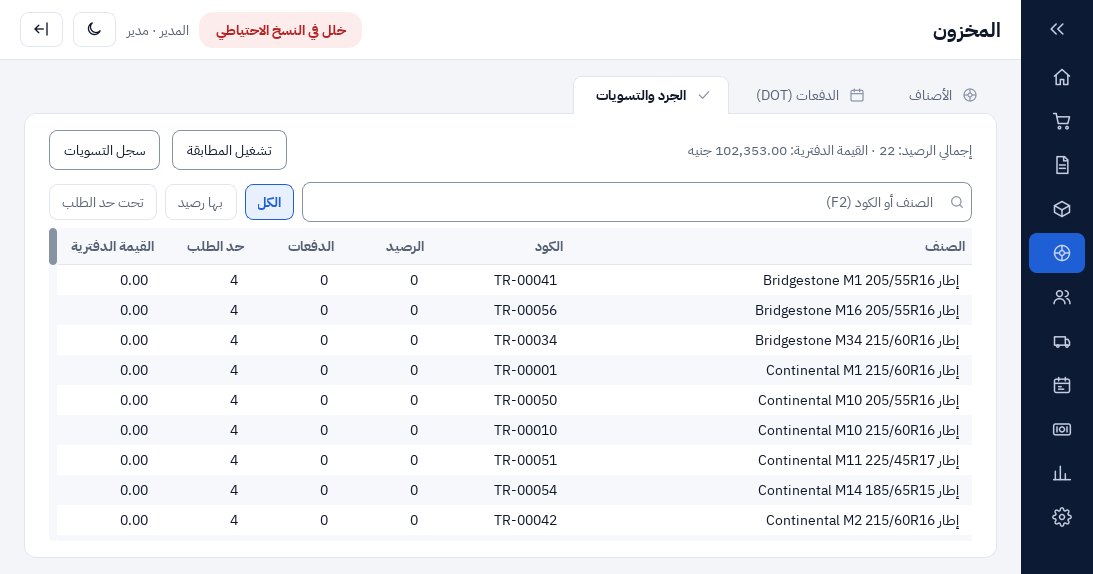 المخزون
خلل في النسخ الاحتياطي
المدير · مدير
الأصناف
الدفعات (DOT)
الجرد والتسويات
إجمالي الرصيد: 22 · القيمة الدفترية: 102,353.00 جنيه
تشغيل المطابقة
سجل التسويات
الصنف أو الكود (F2)
الكل
بها رصيد
تحت حد الطلب
الصنف الكود الرصيد الدفعات حد الطلب القيمة الدفترية
إطار Bridgestone M1 205/55R16 TR-00041 0 0 4 0.00
إطار Bridgestone M16 205/55R16 TR-00056 0 0 4 0.00
إطار Bridgestone M34 215/60R16 TR-00034 0 0 4 0.00
إطار Continental M1 215/60R16 TR-00001 0 0 4 0.00
إطار Continental M10 205/55R16 TR-00050 0 0 4 0.00
إطار Continental M10 215/60R16 TR-00010 0 0 4 0.00
إطار Continental M11 225/45R17 TR-00051 0 0 4 0.00
إطار Continental M14 185/65R15 TR-00054 0 0 4 0.00
إطار Continental M2 215/60R16 TR-00042 0 0 4 0.00